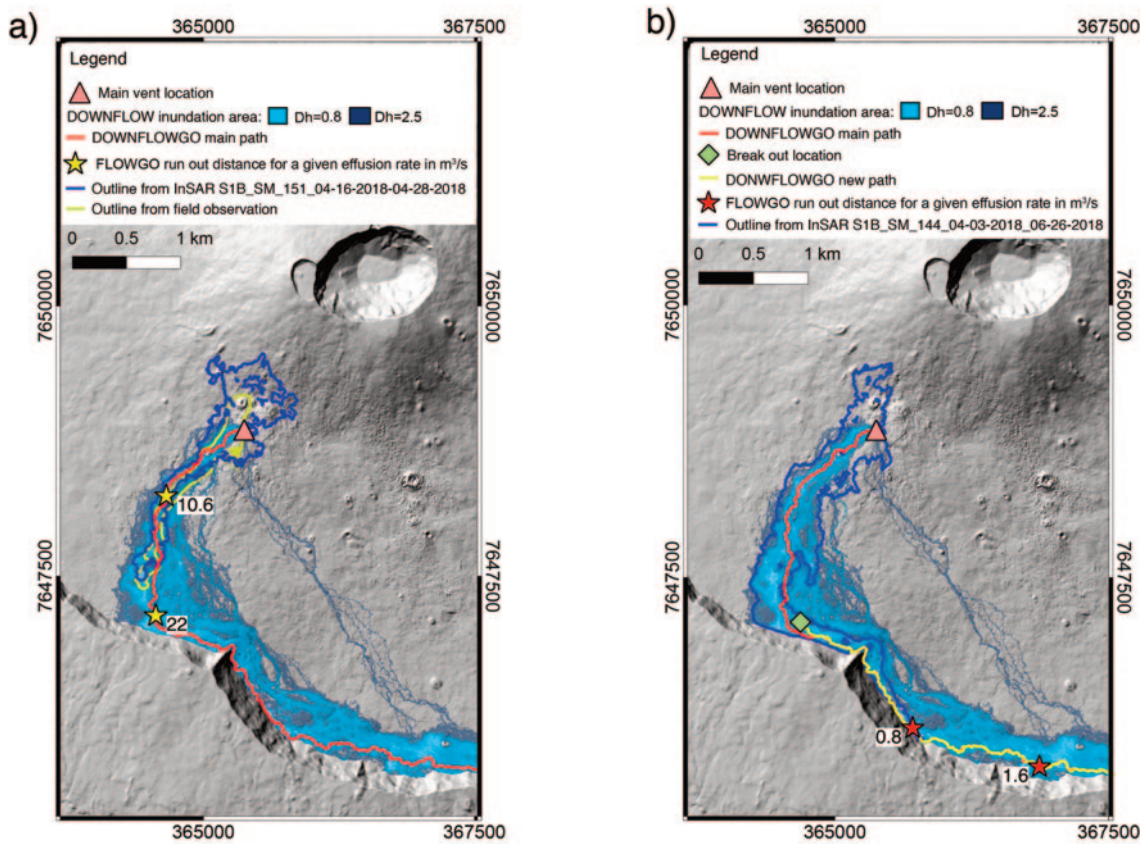 a)
365000 367500
Legend
Main vent location
DOWNFLOW inundation area: Dh=0.8 Dh=2.5
DOWNFLOWGO main path
FLOWGO run out distance for a given effusion rate in m³/s
Outline from InSAR S1B_SM_151_04-16-2018-04-28-2018
Outline from field observation
0 0.5 1 km
7650000 7650000
10.6
7647500 7647500
22
365000 367500
b)
365000 367500
Legend
Main vent location
DOWNFLOW inundation area: Dh=0.8 Dh=2.5
DOWNFLOWGO main path
Break out location
DONWFLOWGO new path
FLOWGO run out distance for a given effusion rate in m³/s
Outline from InSAR S1B_SM_144_04-03-2018_06-26-2018
0 0.5 1 km
7650000 7650000
7647500 7647500
0.8
1.6
365000 367500